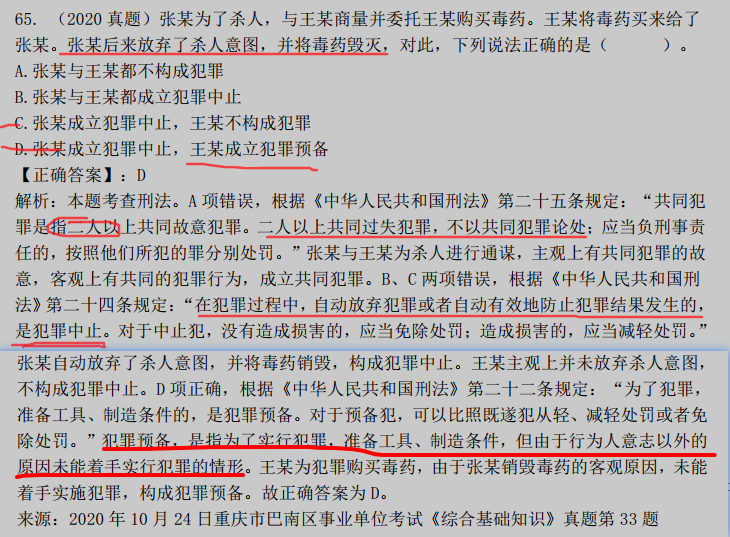 65. （2020 真题）张某为了杀人，与王某商量并委托王某购买毒药。王某将毒药买来给了
张某。张某后来放弃了杀人意图，并将毒药毁灭，对此，下列说法正确的是（ ）。
A.张某与王某都不构成犯罪
B.张某与王某都成立犯罪中止
C.张某成立犯罪中止，王某不构成犯罪
D.张某成立犯罪中止，王某成立犯罪预备
【正确答案】：D
解析：本题考查刑法。A 项错误，根据《中华人民共和国刑法》第二十五条规定：“共同犯
罪是指二人以上共同故意犯罪。二人以上共同过失犯罪，不以共同犯罪论处；应当负刑事责
任的，按照他们所犯的罪分别处罚。”张某与王某为杀人进行通谋，主观上有共同犯罪的故
意，客观上有共同的犯罪行为，成立共同犯罪。B、C 两项错误，根据《中华人民共和国刑
法》第二十四条规定：“在犯罪过程中，自动放弃犯罪或者自动有效地防止犯罪结果发生的，
是犯罪中止。对于中止犯，没有造成损害的，应当免除处罚；造成损害的，应当减轻处罚。”
张某自动放弃了杀人意图，并将毒药销毁，构成犯罪中止。王某主观上并未放弃杀人意图，
不构成犯罪中止。D 项正确，根据《中华人民共和国刑法》第二十二条规定：“为了犯罪，
准备工具、制造条件的，是犯罪预备。对于预备犯，可以比照既遂犯从轻、减轻处罚或者免
除处罚。”犯罪预备，是指为了实行犯罪，准备工具、制造条件，但由于行为人意志以外的
原因未能着手实行犯罪的情形。王某为犯罪购买毒药，由于张某销毁毒药的客观原因，未能
着手实施犯罪，构成犯罪预备。故正确答案为 D。
来源：2020 年 10 月 24 日重庆市巴南区事业单位考试《综合基础知识》真题第 33 题